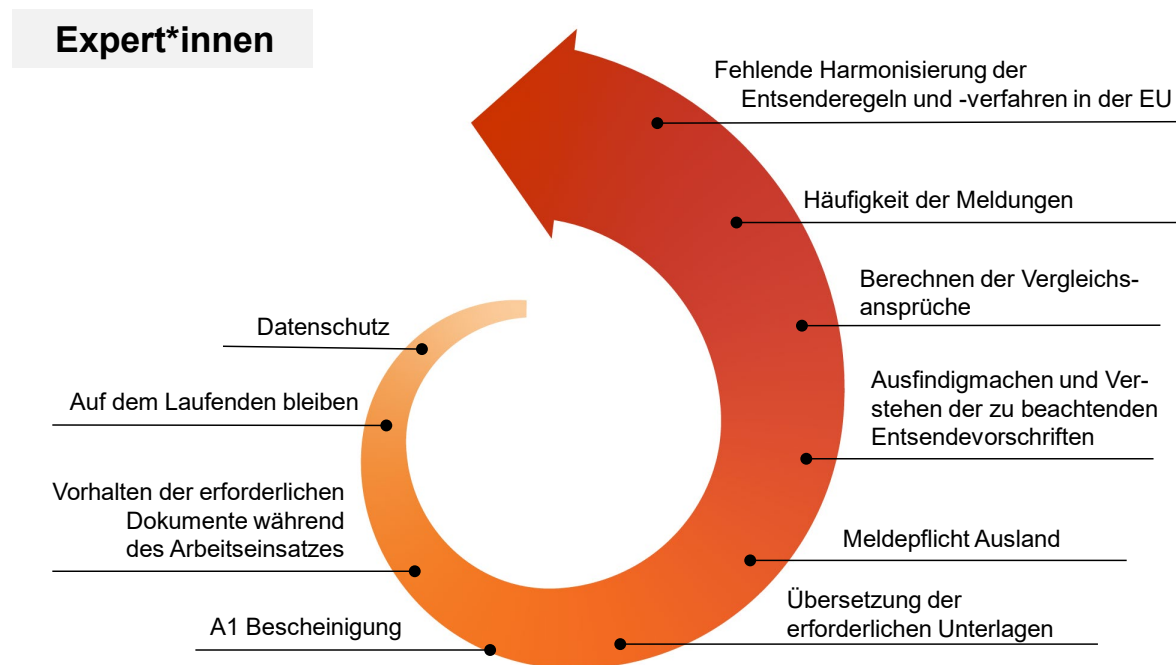 Expert*innen
Fehlende Harmonisierung der
Entsenderegeln und -verfahren in der EU
Häufigkeit der Meldungen
Berechnen der Vergleichs-
ansprüche
Ausfindigmachen und Ver-
stehen der zu beachtenden
Entsendevorschriften
Meldepflicht Ausland
Übersetzung der
erforderlichen Unterlagen
A1 Bescheinigung
Vorhalten der erforderlichen
Dokumente während
des Arbeitseinsatzes
Auf dem Laufenden bleiben
Datenschutz